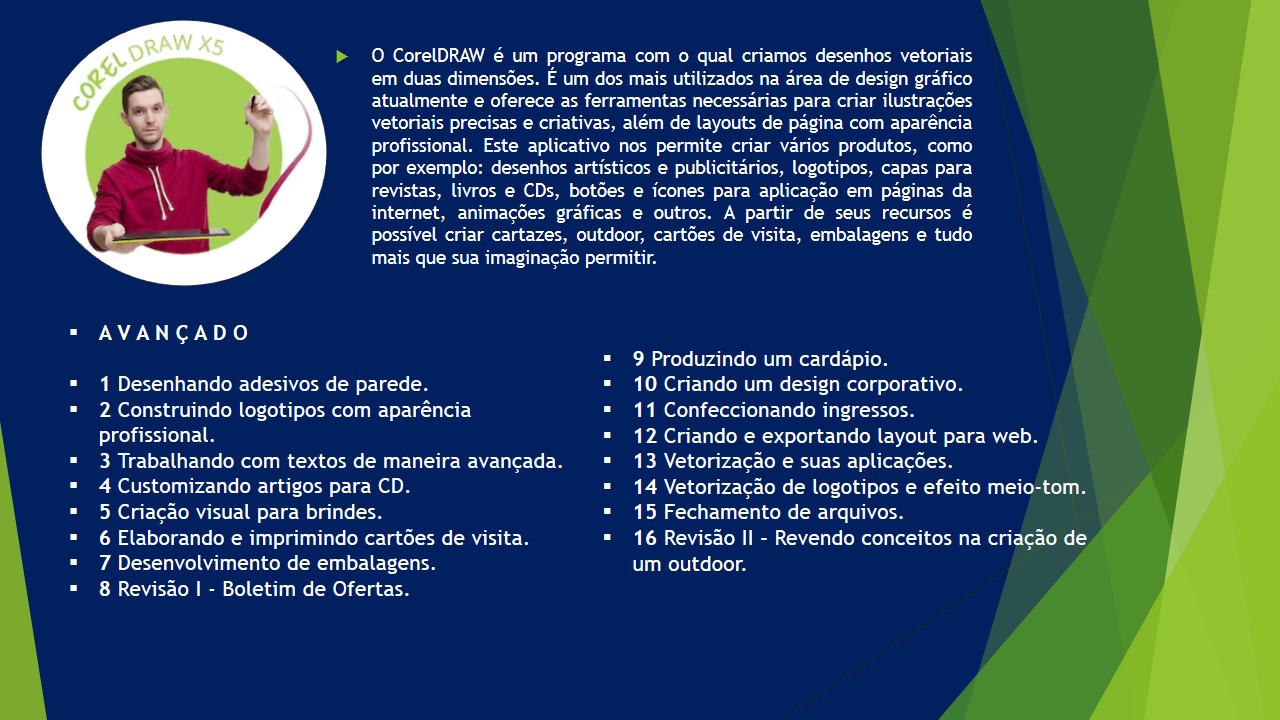 COREL DRAW X5
O CorelDRAW é um programa com o qual criamos desenhos vetoriais
em duas dimensões. É um dos mais utilizados na área de design gráfico
atualmente e oferece as ferramentas necessárias para criar ilustrações
vetoriais precisas e criativas, além de layouts de página com aparência
profissional. Este aplicativo nos permite criar vários produtos, como
por exemplo: desenhos artísticos e publicitários, logotipos, capas para
revistas, livros e CDs, botões e ícones para aplicação em páginas da
internet, animações gráficas e outros. A partir de seus recursos é
possível criar cartazes, outdoor, cartões de visita, embalagens e tudo
mais que sua imaginação permitir.
A V A N Ç A D O
1 Desenhando adesivos de parede.
2 Construindo logotipos com aparência
profissional.
3 Trabalhando com textos de maneira avançada.
4 Customizando artigos para CD.
5 Criação visual para brindes.
6 Elaborando e imprimindo cartões de visita.
7 Desenvolvimento de embalagens.
8 Revisão I - Boletim de Ofertas.
9 Produzindo um cardápio.
10 Criando um design corporativo.
11 Confeccionando ingressos.
12 Criando e exportando layout para web.
13 Vetorização e suas aplicações.
14 Vetorização de logotipos e efeito meio-tom.
15 Fechamento de arquivos.
16 Revisão II – Revendo conceitos na criação de
um outdoor.